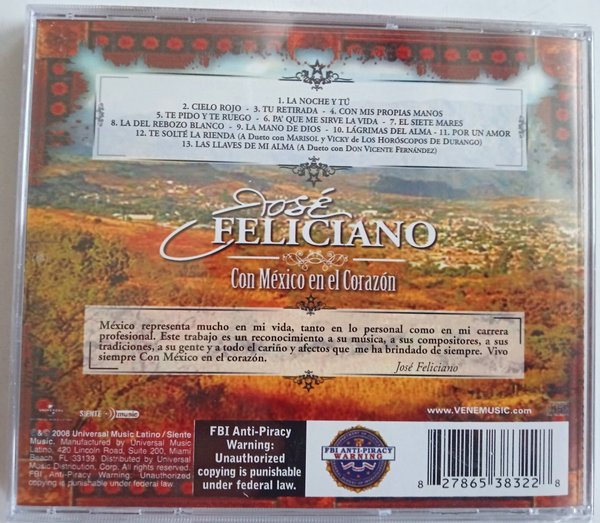 1. LA NOCHE Y TÚ
2. CIELO ROJO - 3. TU RETIRADA - 4. CON MIS PROPIAS MANOS
5. TE PIDO Y TE RUEGO - 6. PA' QUE ME SIRVE LA VIDA - 7. EL SIETE MARES
8. LA DEL REBOZO BLANCO - 9. LA MANO DE DIOS - 10. LÁGRIMAS DEL ALMA - 11. POR UN AMOR
12. TE SOLTÉ LA RIENDA (A Dueto con MARISOL y VICKY de LOS HORÓSCOPOS DE DURANGO)
13. LAS LLAVES DE MI ALMA (A Dueto con DON VICENTE FERNÁNDEZ)
José
FELICIANO
Con México en el Corazón
México representa mucho en mi vida, tanto en lo personal como en mi carrera
profesional. Este trabajo es un reconocimiento a su música, a sus compositores, a sus
tradiciones, a su gente y a todo el cariño y afectos que me ha brindado de siempre. Vivo
siempre Con México en el corazón.
José Feliciano
SIENTE music
www.VENEMUSIC.com
℗&© 2008 Universal Music Latino / Siente
Music. Manufactured by Universal Music
Latino, 420 Lincoln Road, Suite 200, Miami
Beach, FL 33139. Distributed by Universal
Music Distribution, Corp. All rights reserved.
FBI, Anti-Piracy Warning: Unauthorized
copying is punishable under federal law.
FBI Anti-Piracy
Warning:
Unauthorized
copying is punishable
under federal law.
FBI ANTI-PIRACY
WARNING
8 27865 38322 8